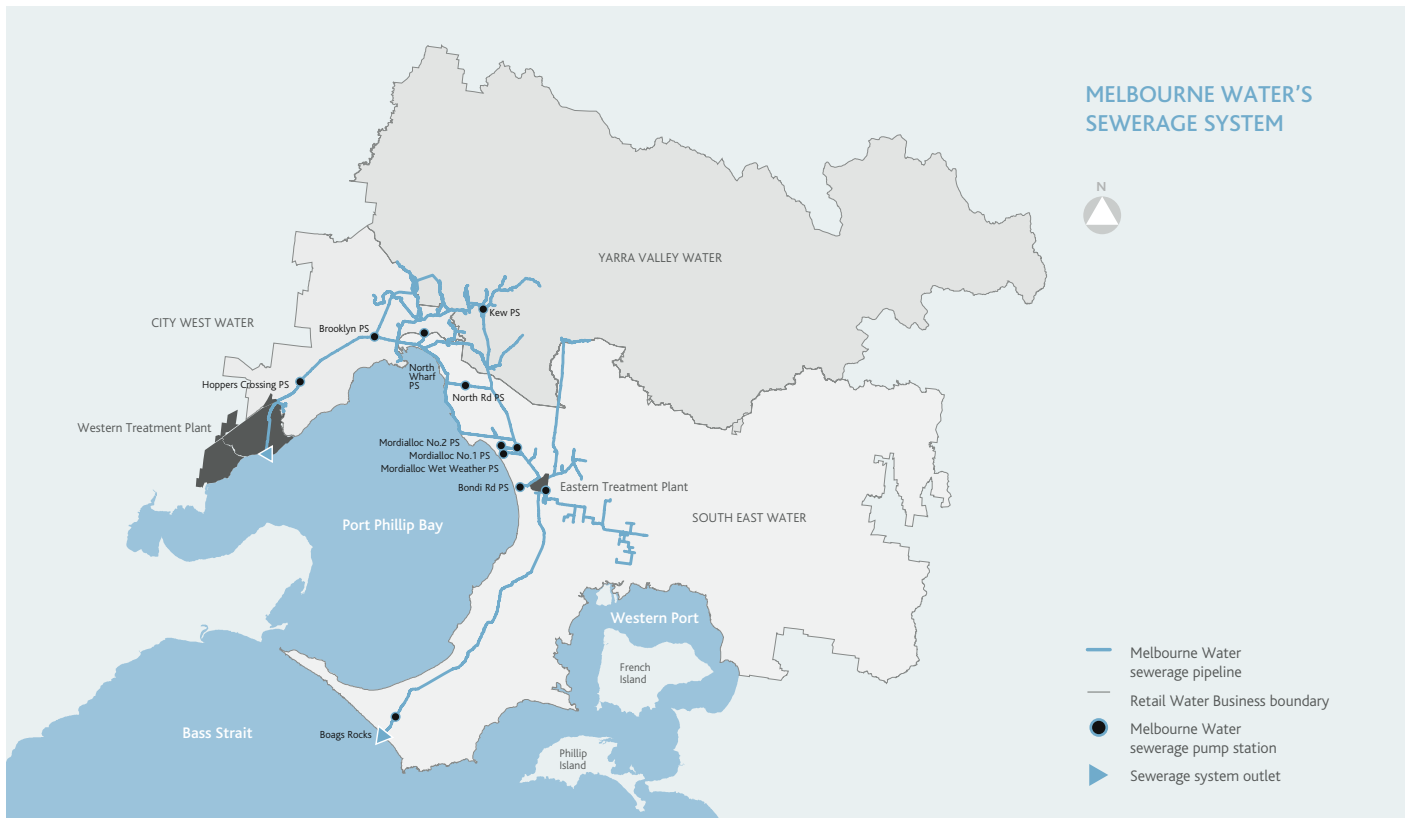 MELBOURNE WATER'S
SEWERAGE SYSTEM
N
YARRA VALLEY WATER
CITY WEST WATER
Brooklyn PS
Kew PS
Hoppers Crossing PS
North
Wharf
PS
North Rd PS
Western Treatment Plant
Mordialloc No.2 PS
Mordialloc No.1 PS
Mordialloc Wet Weather PS
Bondi Rd PS
Eastern Treatment Plant
Port Phillip Bay
SOUTH EAST WATER
Western Port
French
Island
Bass Strait
Boags Rocks
Phillip
Island
Melbourne Water
sewerage pipeline
Retail Water Business boundary
Melbourne Water
sewerage pump station
Sewerage system outlet